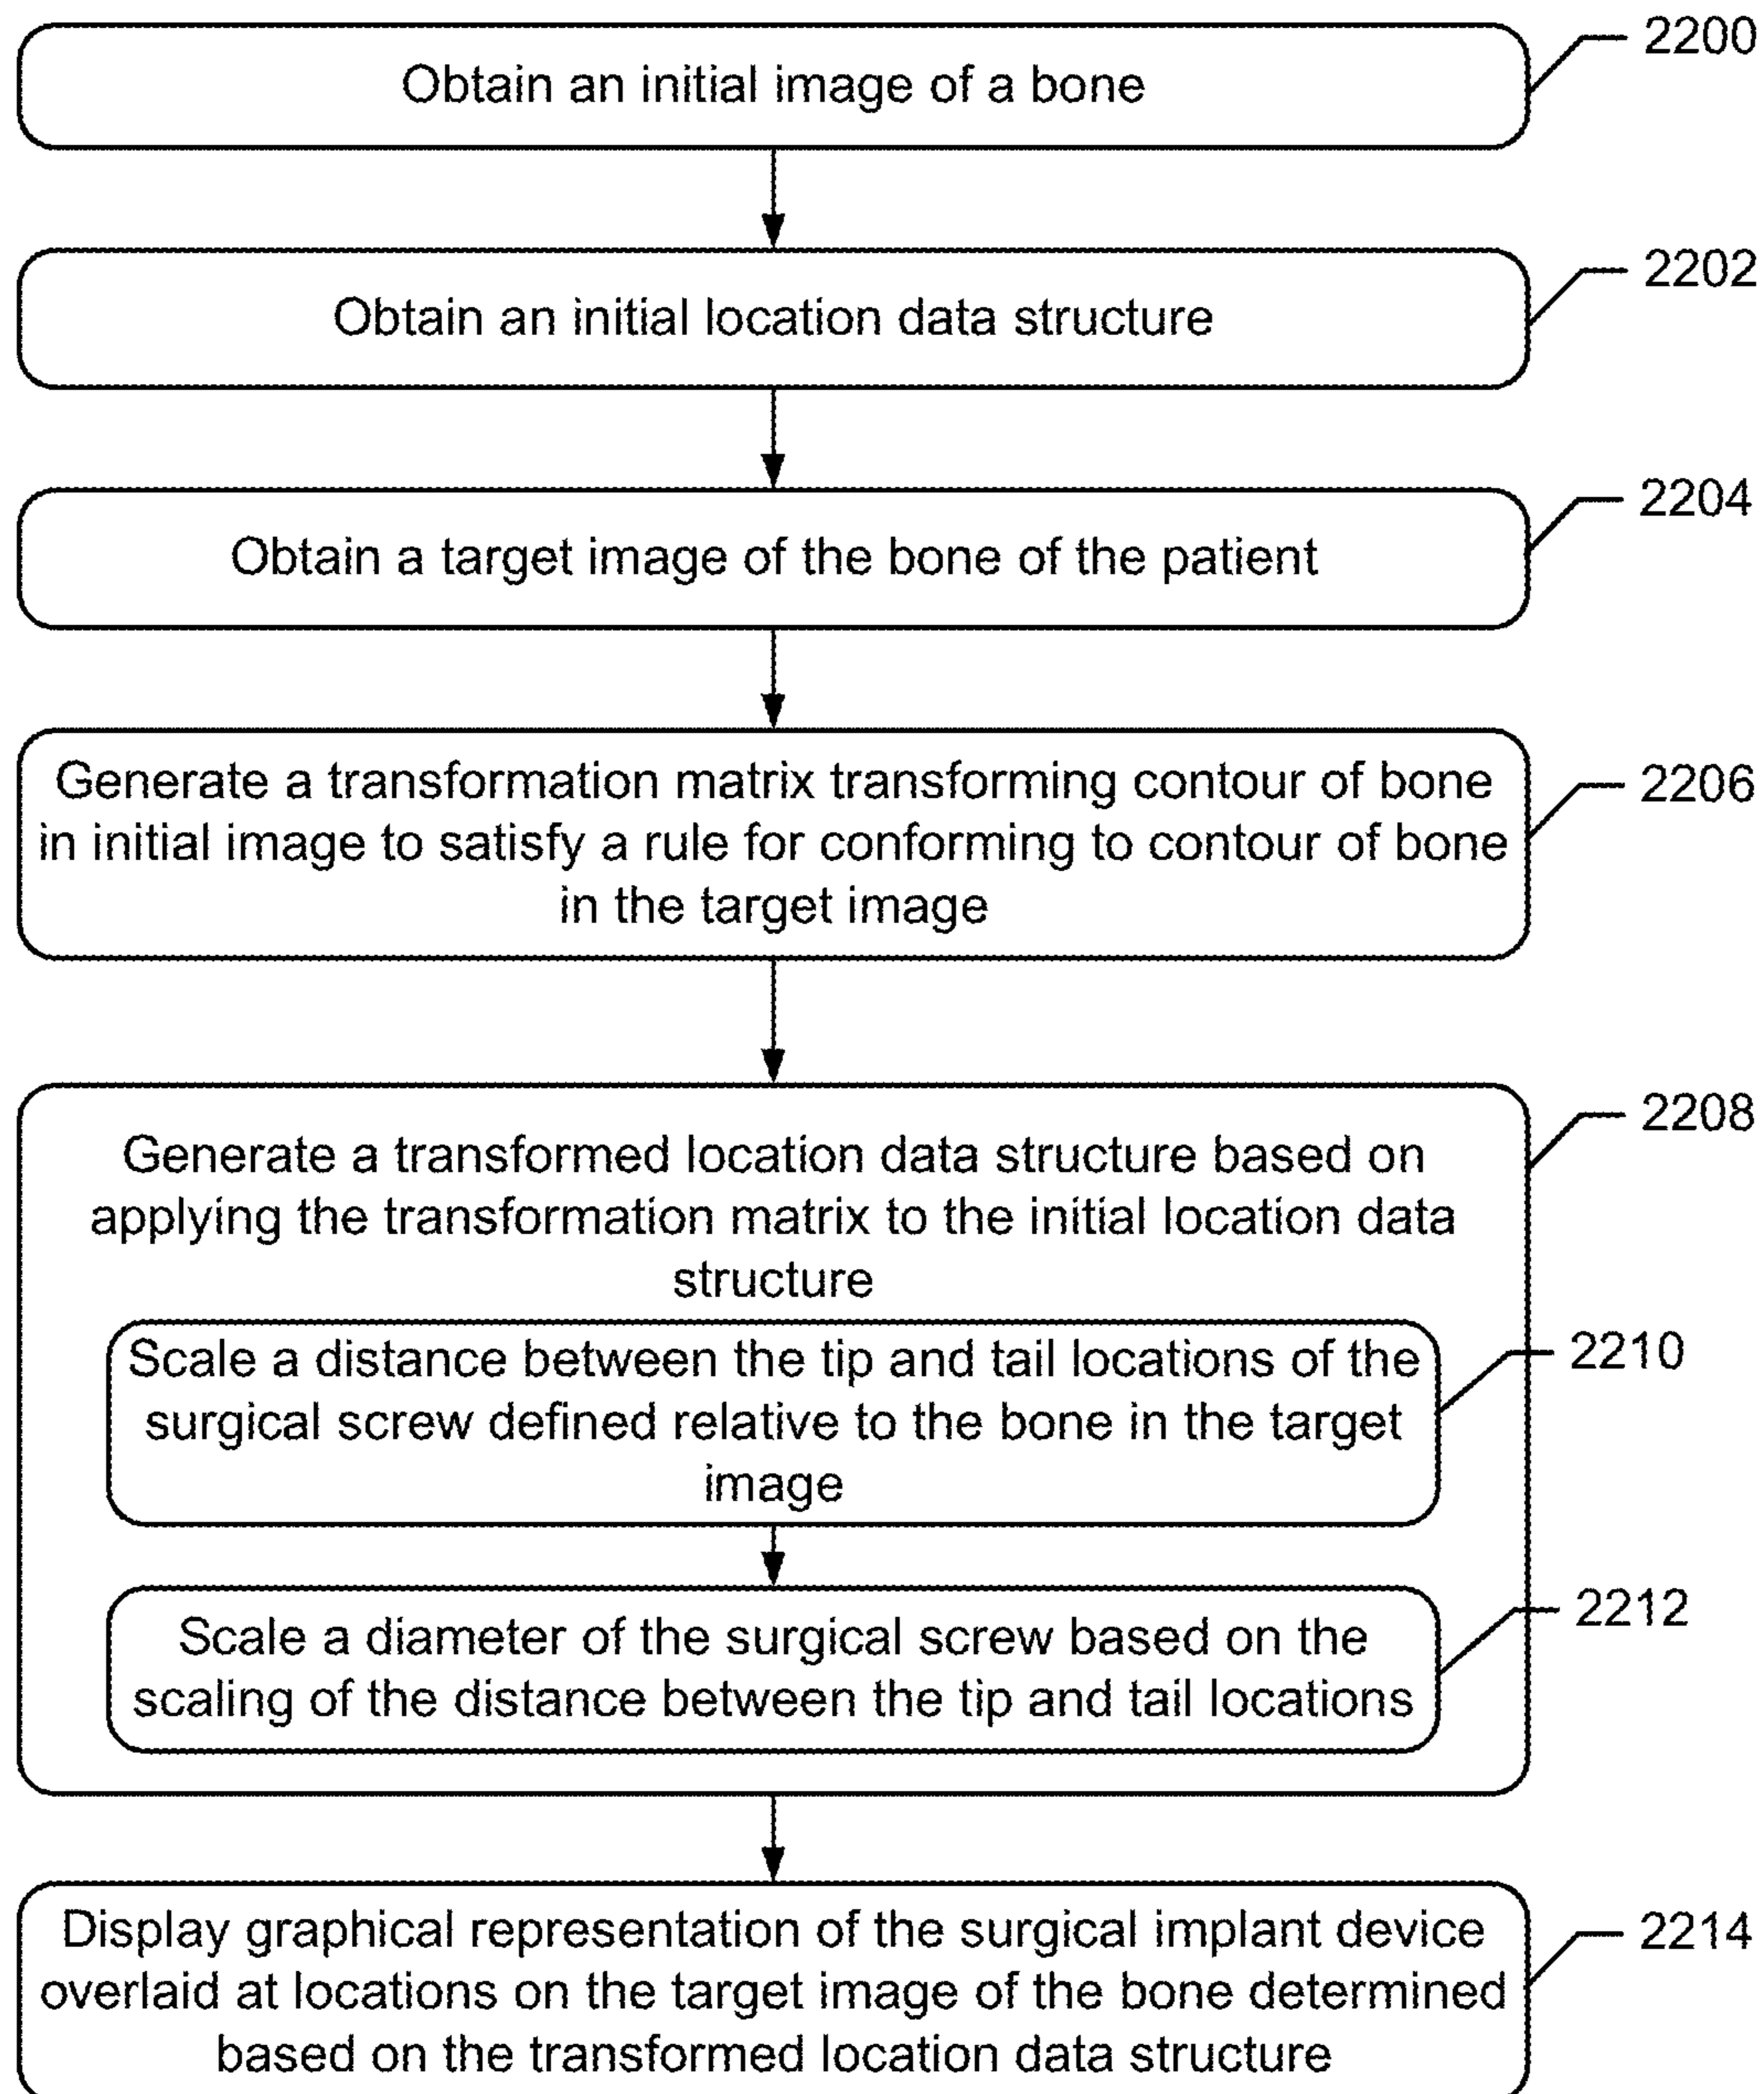 Obtain an initial image of a bone
2200
Obtain an initial location data structure
2202
Obtain a target image of the bone of the patient
2204
Generate a transformation matrix transforming contour of bone
in initial image to satisfy a rule for conforming to contour of bone
in the target image
2206
Generate a transformed location data structure based on
applying the transformation matrix to the initial location data
structure
2208
Scale a distance between the tip and tail locations of the
surgical screw defined relative to the bone in the target
image
2210
Scale a diameter of the surgical screw based on the
scaling of the distance between the tip and tail locations
2212
Display graphical representation of the surgical implant device
overlaid at locations on the target image of the bone determined
based on the transformed location data structure
2214